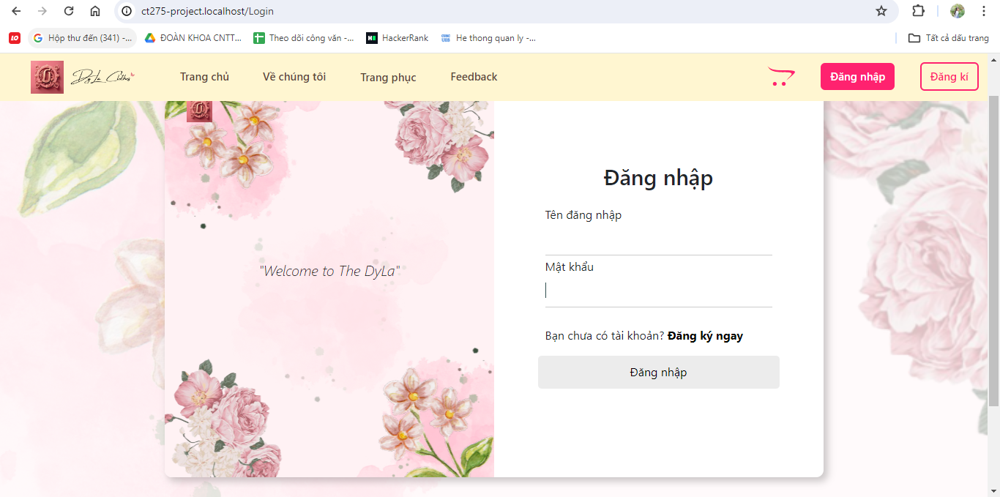 ct275-project.localhost/Login
Hộp thư đến (341) -...
ĐOÀN KHOA CNTT...
Theo dõi công văn -...
HackerRank
He thong quan ly -...
Tất cả dấu trang
DyLa Clothes
Trang chủ
Về chúng tôi
Trang phục
Feedback
Đăng nhập
Đăng kí
"Welcome to The DyLa"
Đăng nhập
Tên đăng nhập
Mật khẩu
Bạn chưa có tài khoản? Đăng ký ngay
Đăng nhập